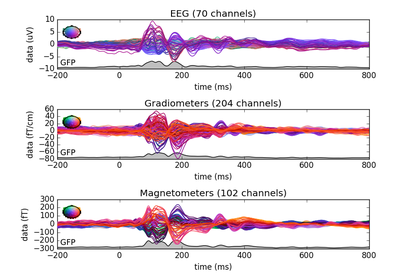 EEG (70 channels)
10
5
0
−5
−10
data (uV)
GFP
−200 0 200 400 600 800
time (ms)
Gradiometers (204 channels)
60
40
20
0
−20
−40
−60
−80
data (fT/cm)
GFP
−200 0 200 400 600 800
time (ms)
Magnetometers (102 channels)
300
200
100
0
−100
−200
−300
data (fT)
GFP
−200 0 200 400 600 800
time (ms)